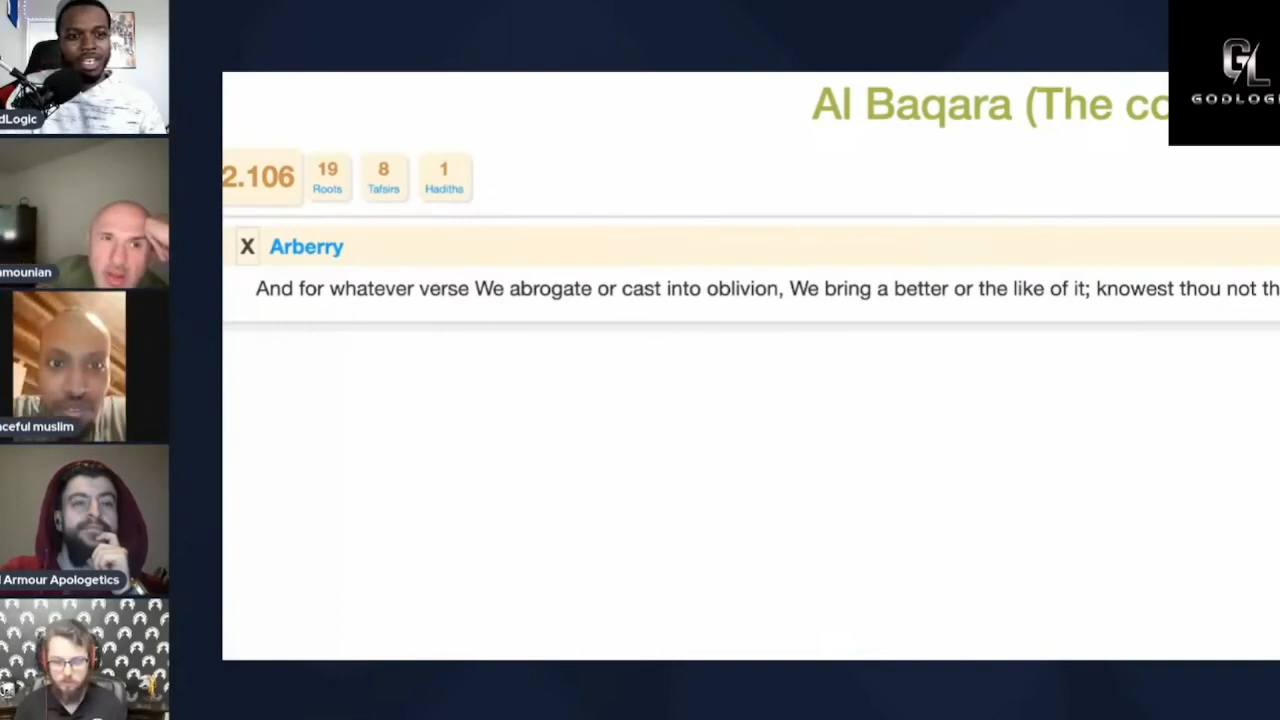 dLogic
amounian
aceful muslim
l Armour Apologetics
GL
GODLOGI
Al Baqara (The co
2.106
19
Roots
8
Tafsirs
1
Hadiths
X Arberry
And for whatever verse We abrogate or cast into oblivion, We bring a better or the like of it; knowest thou not th